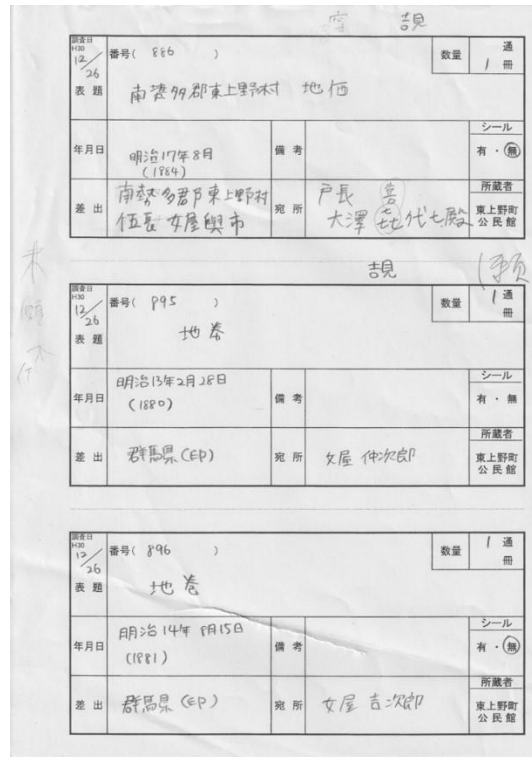 調査日
H30
12/26
番号( 886 )
数量
通
1 冊
表題
南勢多郡東上野村 地価
年月日
明治17年8月
(1884)
備考
シール
有・無
差出
南勢多郡東上野村
伍長 女屋與市
宛所
戸長
大澤喜代七殿
所蔵者
東上野町
公民館
調査日
H30
12/26
番号( 895 )
数量
1 通
冊
表題
地券
年月日
明治13年2月28日
(1880)
備考
シール
有・無
差出
群馬県(印)
宛所
女屋 仲次郎
所蔵者
東上野町
公民館
調査日
H30
12/26
番号( 896 )
数量
1 通
冊
表題
地券
年月日
明治14年8月15日
(1881)
備考
シール
有・無
差出
群馬県(印)
宛所
女屋 吉次郎
所蔵者
東上野町
公民館